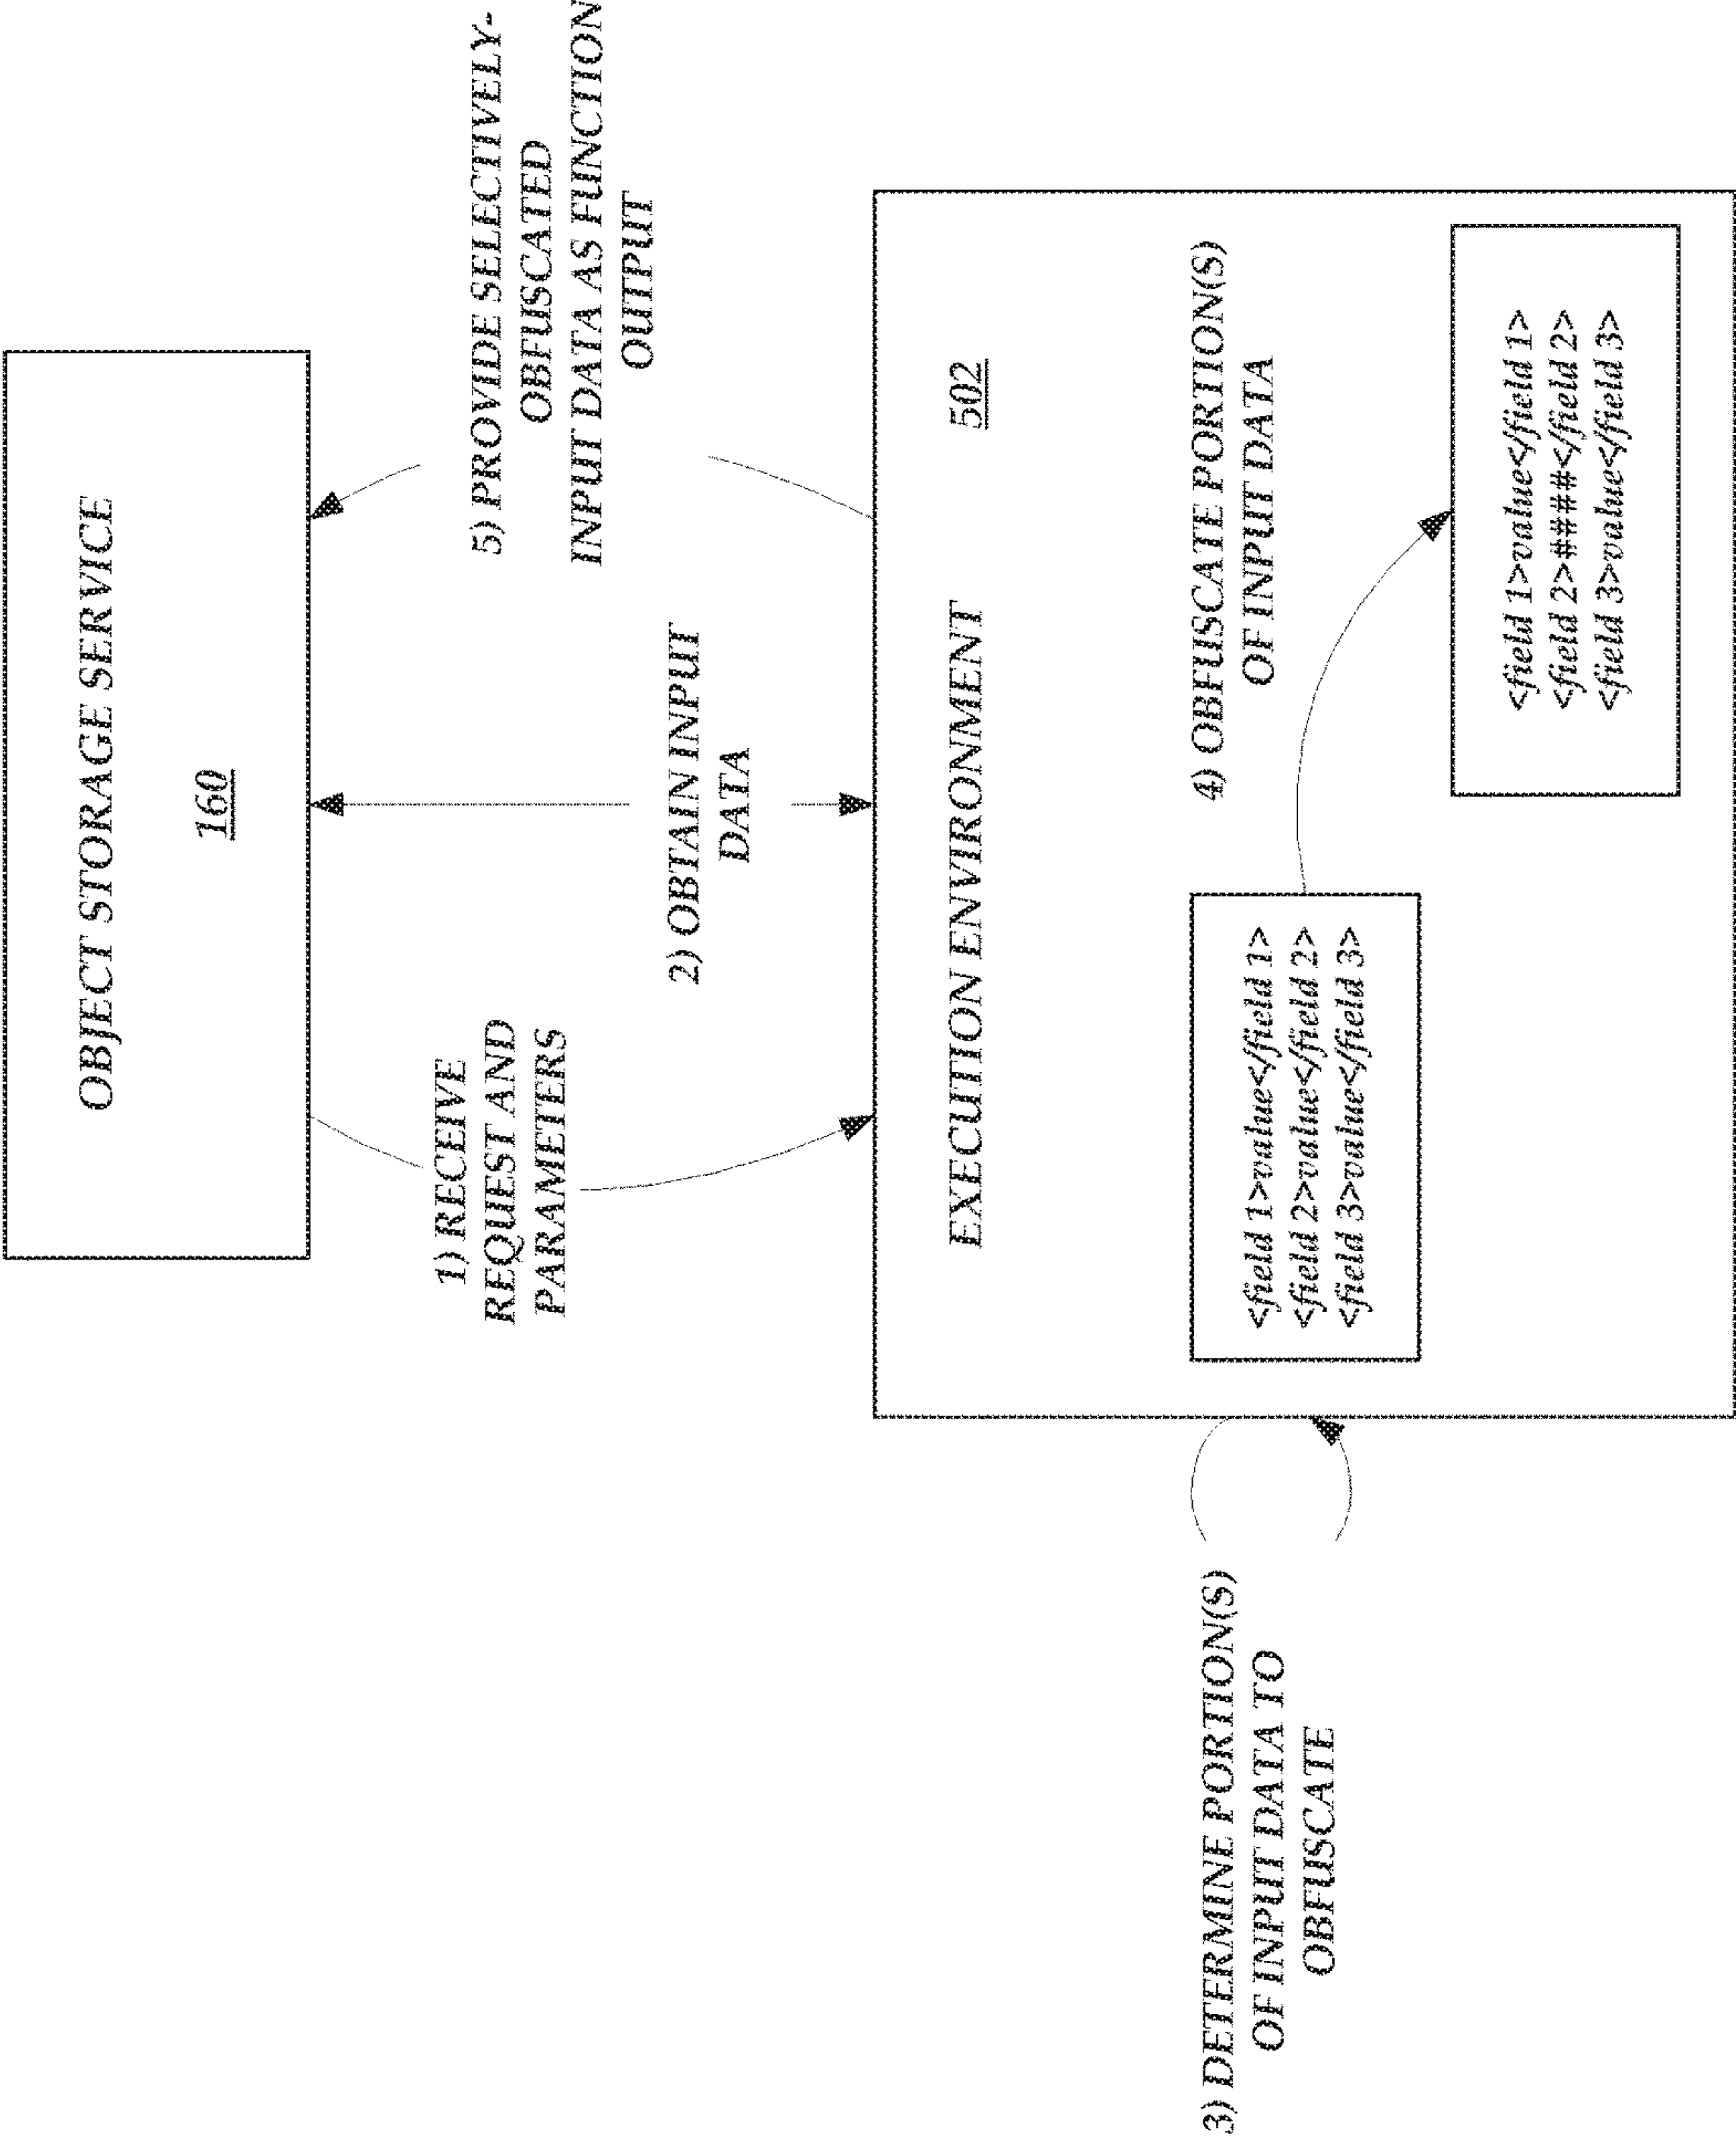 OBJECT STORAGE SERVICE
160
1) RECEIVE
REQUEST AND
PARAMETERS
2) OBTAIN INPUT
DATA
5) PROVIDE SELECTIVELY-
OBFUSCATED
INPUT DATA AS FUNCTION
OUTPUT
EXECUTION ENVIRONMENT
502
3) DETERMINE PORTION(S)
OF INPUT DATA TO
OBFUSCATE
<field 1>value</field 1>
<field 2>value</field 2>
<field 3>value</field 3>
4) OBFUSCATE PORTION(S)
OF INPUT DATA
<field 1>value</field 1>
<field 2>####</field 2>
<field 3>value</field 3>